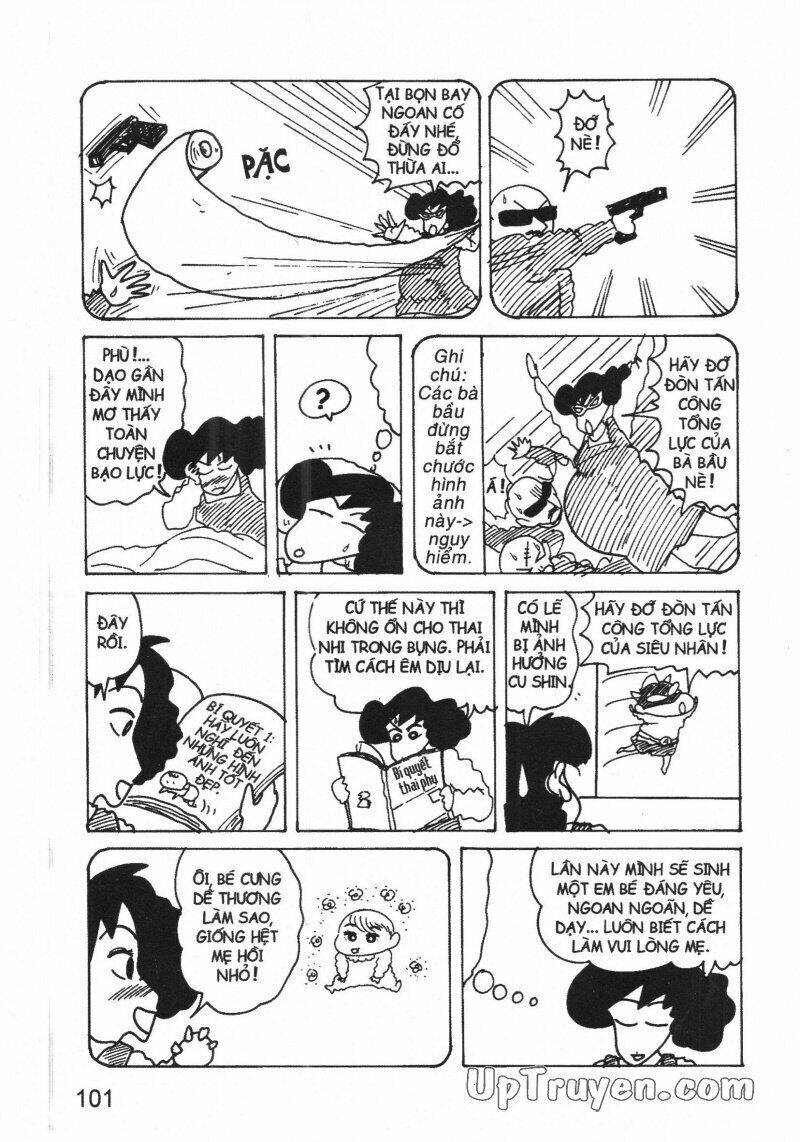 ĐỠ
NÈ!
TẠI BỌN BAY
NGOAN CỐ
ĐẤY NHÉ,
ĐỪNG ĐỔ
THỪA AI...
PẶC
HÃY ĐỠ
ĐÒN TẤN
CÔNG
TỔNG
LỰC CỦA
BÀ BẦU
NÈ!
Á!
Ghi
chú:
Các bà
bầu
đừng
bắt
chước
hình
ảnh
này->
nguy
hiểm.
?
PHÙ!...
DẠO GẦN
ĐÂY MÌNH
MƠ THẤY
TOÀN
CHUYỆN
BẠO LỰC!
HÃY ĐỠ ĐÒN TẤN
CÔNG TỔNG LỰC
CỦA SIÊU NHÂN!
CÓ LẼ
MÌNH
BỊ ẢNH
HƯỞNG
CU SHIN.
CỨ THẾ NÀY THÌ
KHÔNG ỔN CHO THAI
NHI TRONG BỤNG. PHẢI
TÌM CÁCH ÊM DỊU LẠI.
Bí quyết
thai phụ
ĐÂY
RỒI.
BÍ QUYẾT 1:
HÃY LUÔN
NGHĨ ĐẾN
NHỮNG HÌNH
ẢNH TỐT
ĐẸP.
LẦN NÀY MÌNH SẼ SINH
MỘT EM BÉ ĐÁNG YÊU,
NGOAN NGOÃN, DỄ
DẠY... LUÔN BIẾT CÁCH
LÀM VUI LÒNG MẸ.
ÔI, BÉ CƯNG
DỄ THƯƠNG
LÀM SAO,
GIỐNG HỆT
MẸ HỒI
NHỎ!
101
UpTruyen.com